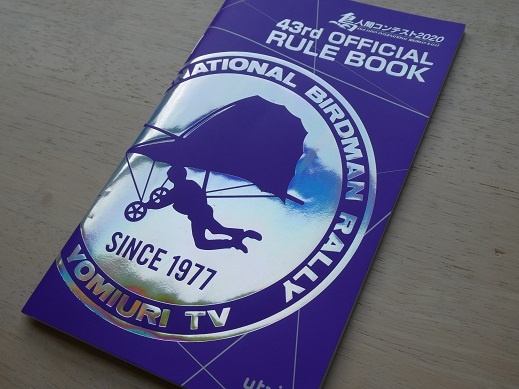 人間コンテスト2020
43rd OFFICIAL
RULE BOOK
NATIONAL BIRDMAN RALLY
SINCE 1977
YOMIURI TV